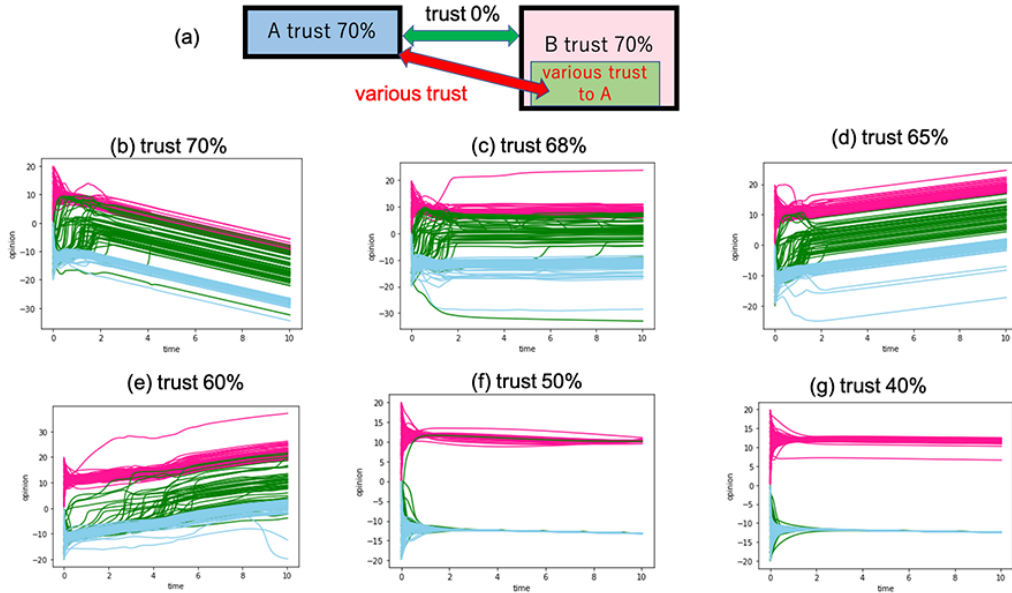 (a)
A trust 70%
trust 0%
B trust 70%
various trust
to A
various trust
(b) trust 70%
(c) trust 68%
(d) trust 65%
20
10
0
-10
-20
-30
opinion
0 2 4 6 8 10
time
20
10
0
-10
-20
-30
opinion
0 2 4 6 8 10
time
20
10
0
-10
-20
opinion
0 2 4 6 8 10
time
(e) trust 60%
(f) trust 50%
(g) trust 40%
30
20
10
0
-10
-20
opinion
0 2 4 6 8 10
time
20
15
10
5
0
-5
-10
-15
-20
opinion
0 2 4 6 8 10
time
20
15
10
5
0
-5
-10
-15
-20
opinion
0 2 4 6 8 10
time